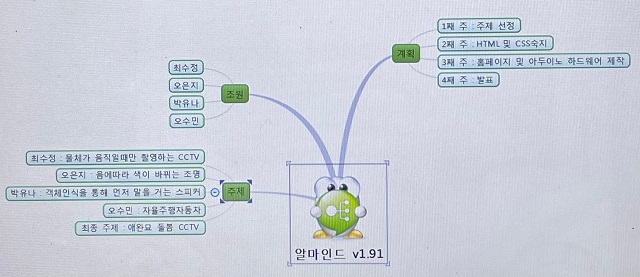 1째 주 : 주제 선정
2째 주 : HTML 및 CSS숙지
3째 주 : 홈페이지 및 아두이노 하드웨어 제작
4째 주 : 발표
계획
최수정
오은지
박유나
오수민
조원
최수정 : 물체가 움직일때만 촬영하는 CCTV
오은지 : 음에따라 색이 바뀌는 조명
박유나 : 객체인식을 통해 먼저 말을 거는 스피커
오수민 : 자율주행자동차
최종 주제 : 애완묘 돌봄 CCTV
주제
알마인드 v1.91